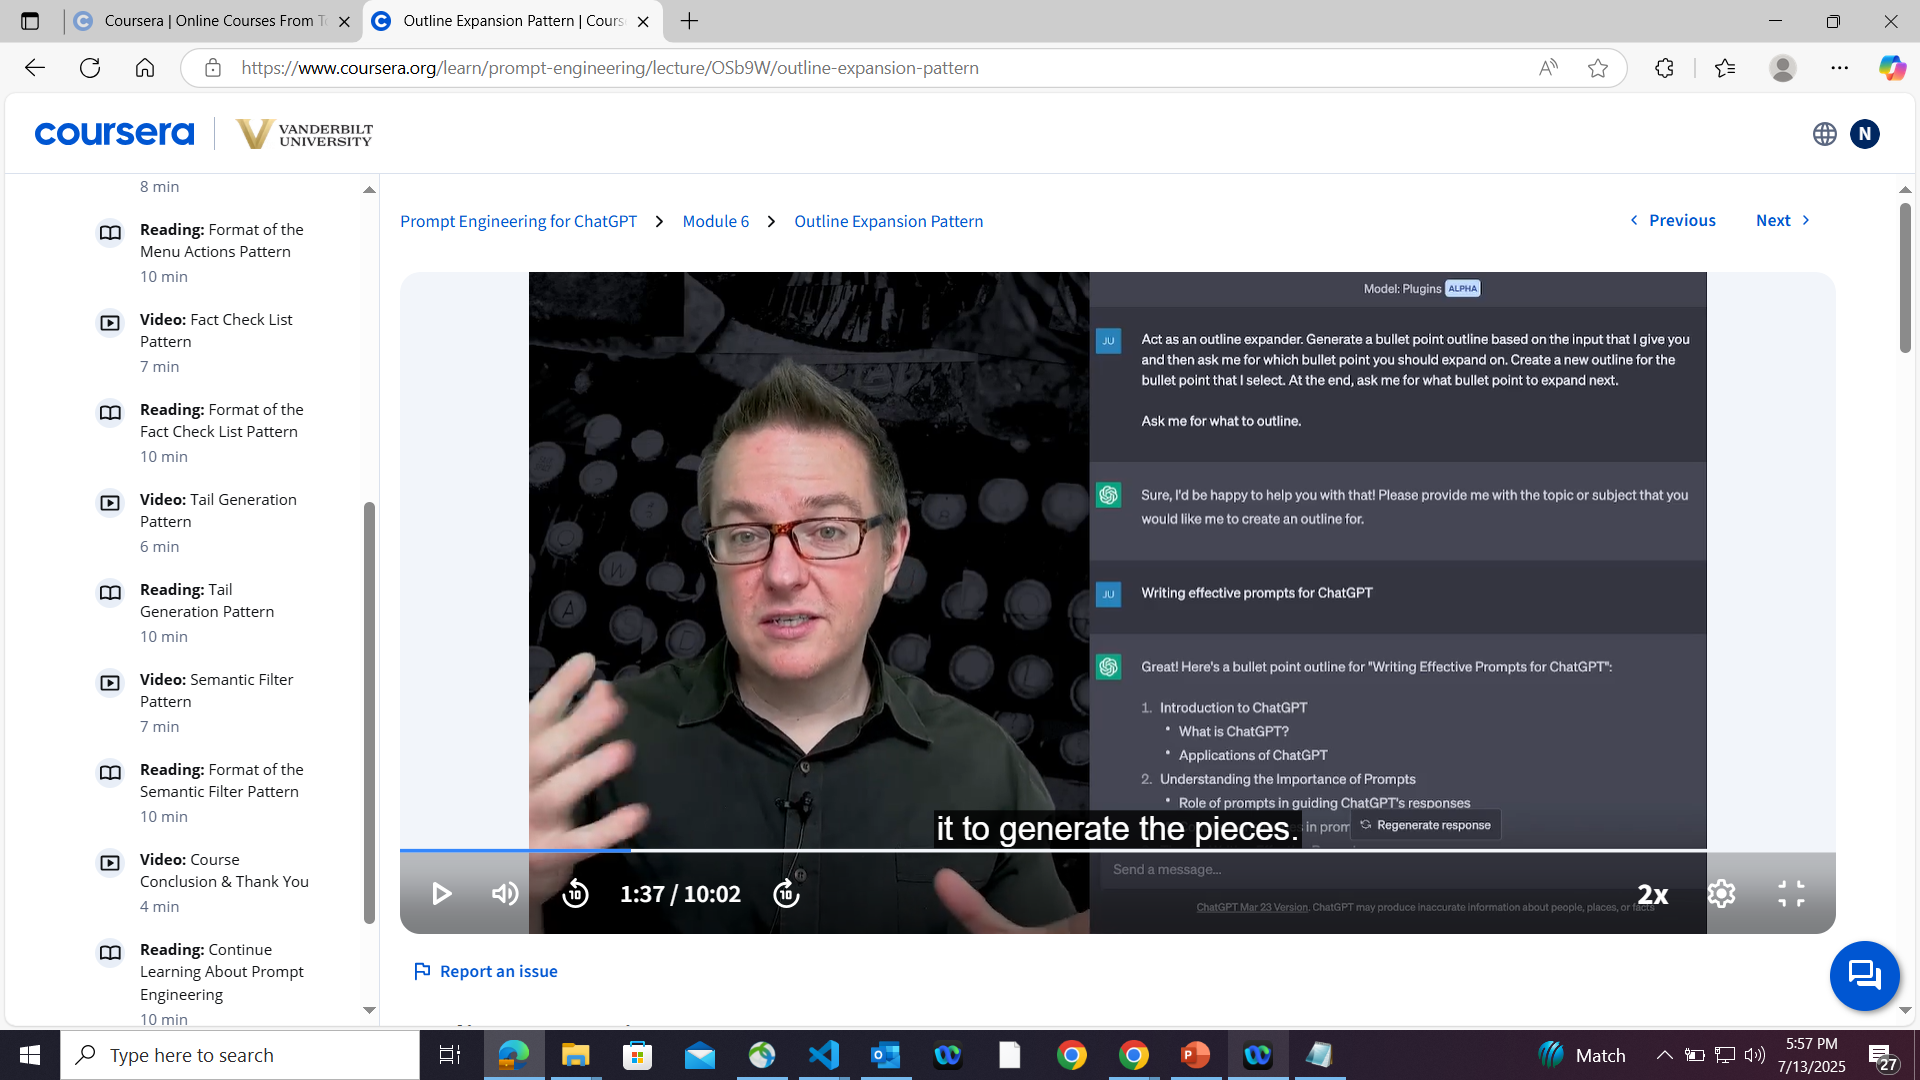 Coursera | Online Courses From To
Outline Expansion Pattern | Cours
https://www.coursera.org/learn/prompt-engineering/lecture/OSb9W/outline-expansion-pattern
coursera
VANDERBILT
UNIVERSITY
N
8 min
Reading: Format of the
Menu Actions Pattern
10 min
Video: Fact Check List
Pattern
7 min
Reading: Format of the
Fact Check List Pattern
10 min
Video: Tail Generation
Pattern
6 min
Reading: Tail
Generation Pattern
10 min
Video: Semantic Filter
Pattern
7 min
Reading: Format of the
Semantic Filter Pattern
10 min
Video: Course
Conclusion & Thank You
4 min
Reading: Continue
Learning About Prompt
Engineering
10 min
Prompt Engineering for ChatGPT
Module 6
Outline Expansion Pattern
Previous
Next
Model: Plugins ALPHA
JU
Act as an outline expander. Generate a bullet point outline based on the input that I give you
and then ask me for which bullet point you should expand on. Create a new outline for the
bullet point that I select. At the end, ask me for what bullet point to expand next.
Ask me for what to outline.
Sure, I'd be happy to help you with that! Please provide me with the topic or subject that you
would like me to create an outline for.
JU
Writing effective prompts for ChatGPT
Great! Here's a bullet point outline for "Writing Effective Prompts for ChatGPT":
1. Introduction to ChatGPT
• What is ChatGPT?
• Applications of ChatGPT
2. Understanding the Importance of Prompts
• Role of prompts in guiding ChatGPT's responses
in prom
Regenerate response
it to generate the pieces.
Send a message...
ChatGPT Mar 23 Version. ChatGPT may produce inaccurate information about people, places, or facts
10
1:37 / 10:02
10
2x
Report an issue
Type here to search
Match
5:57 PM
7/13/2025
27